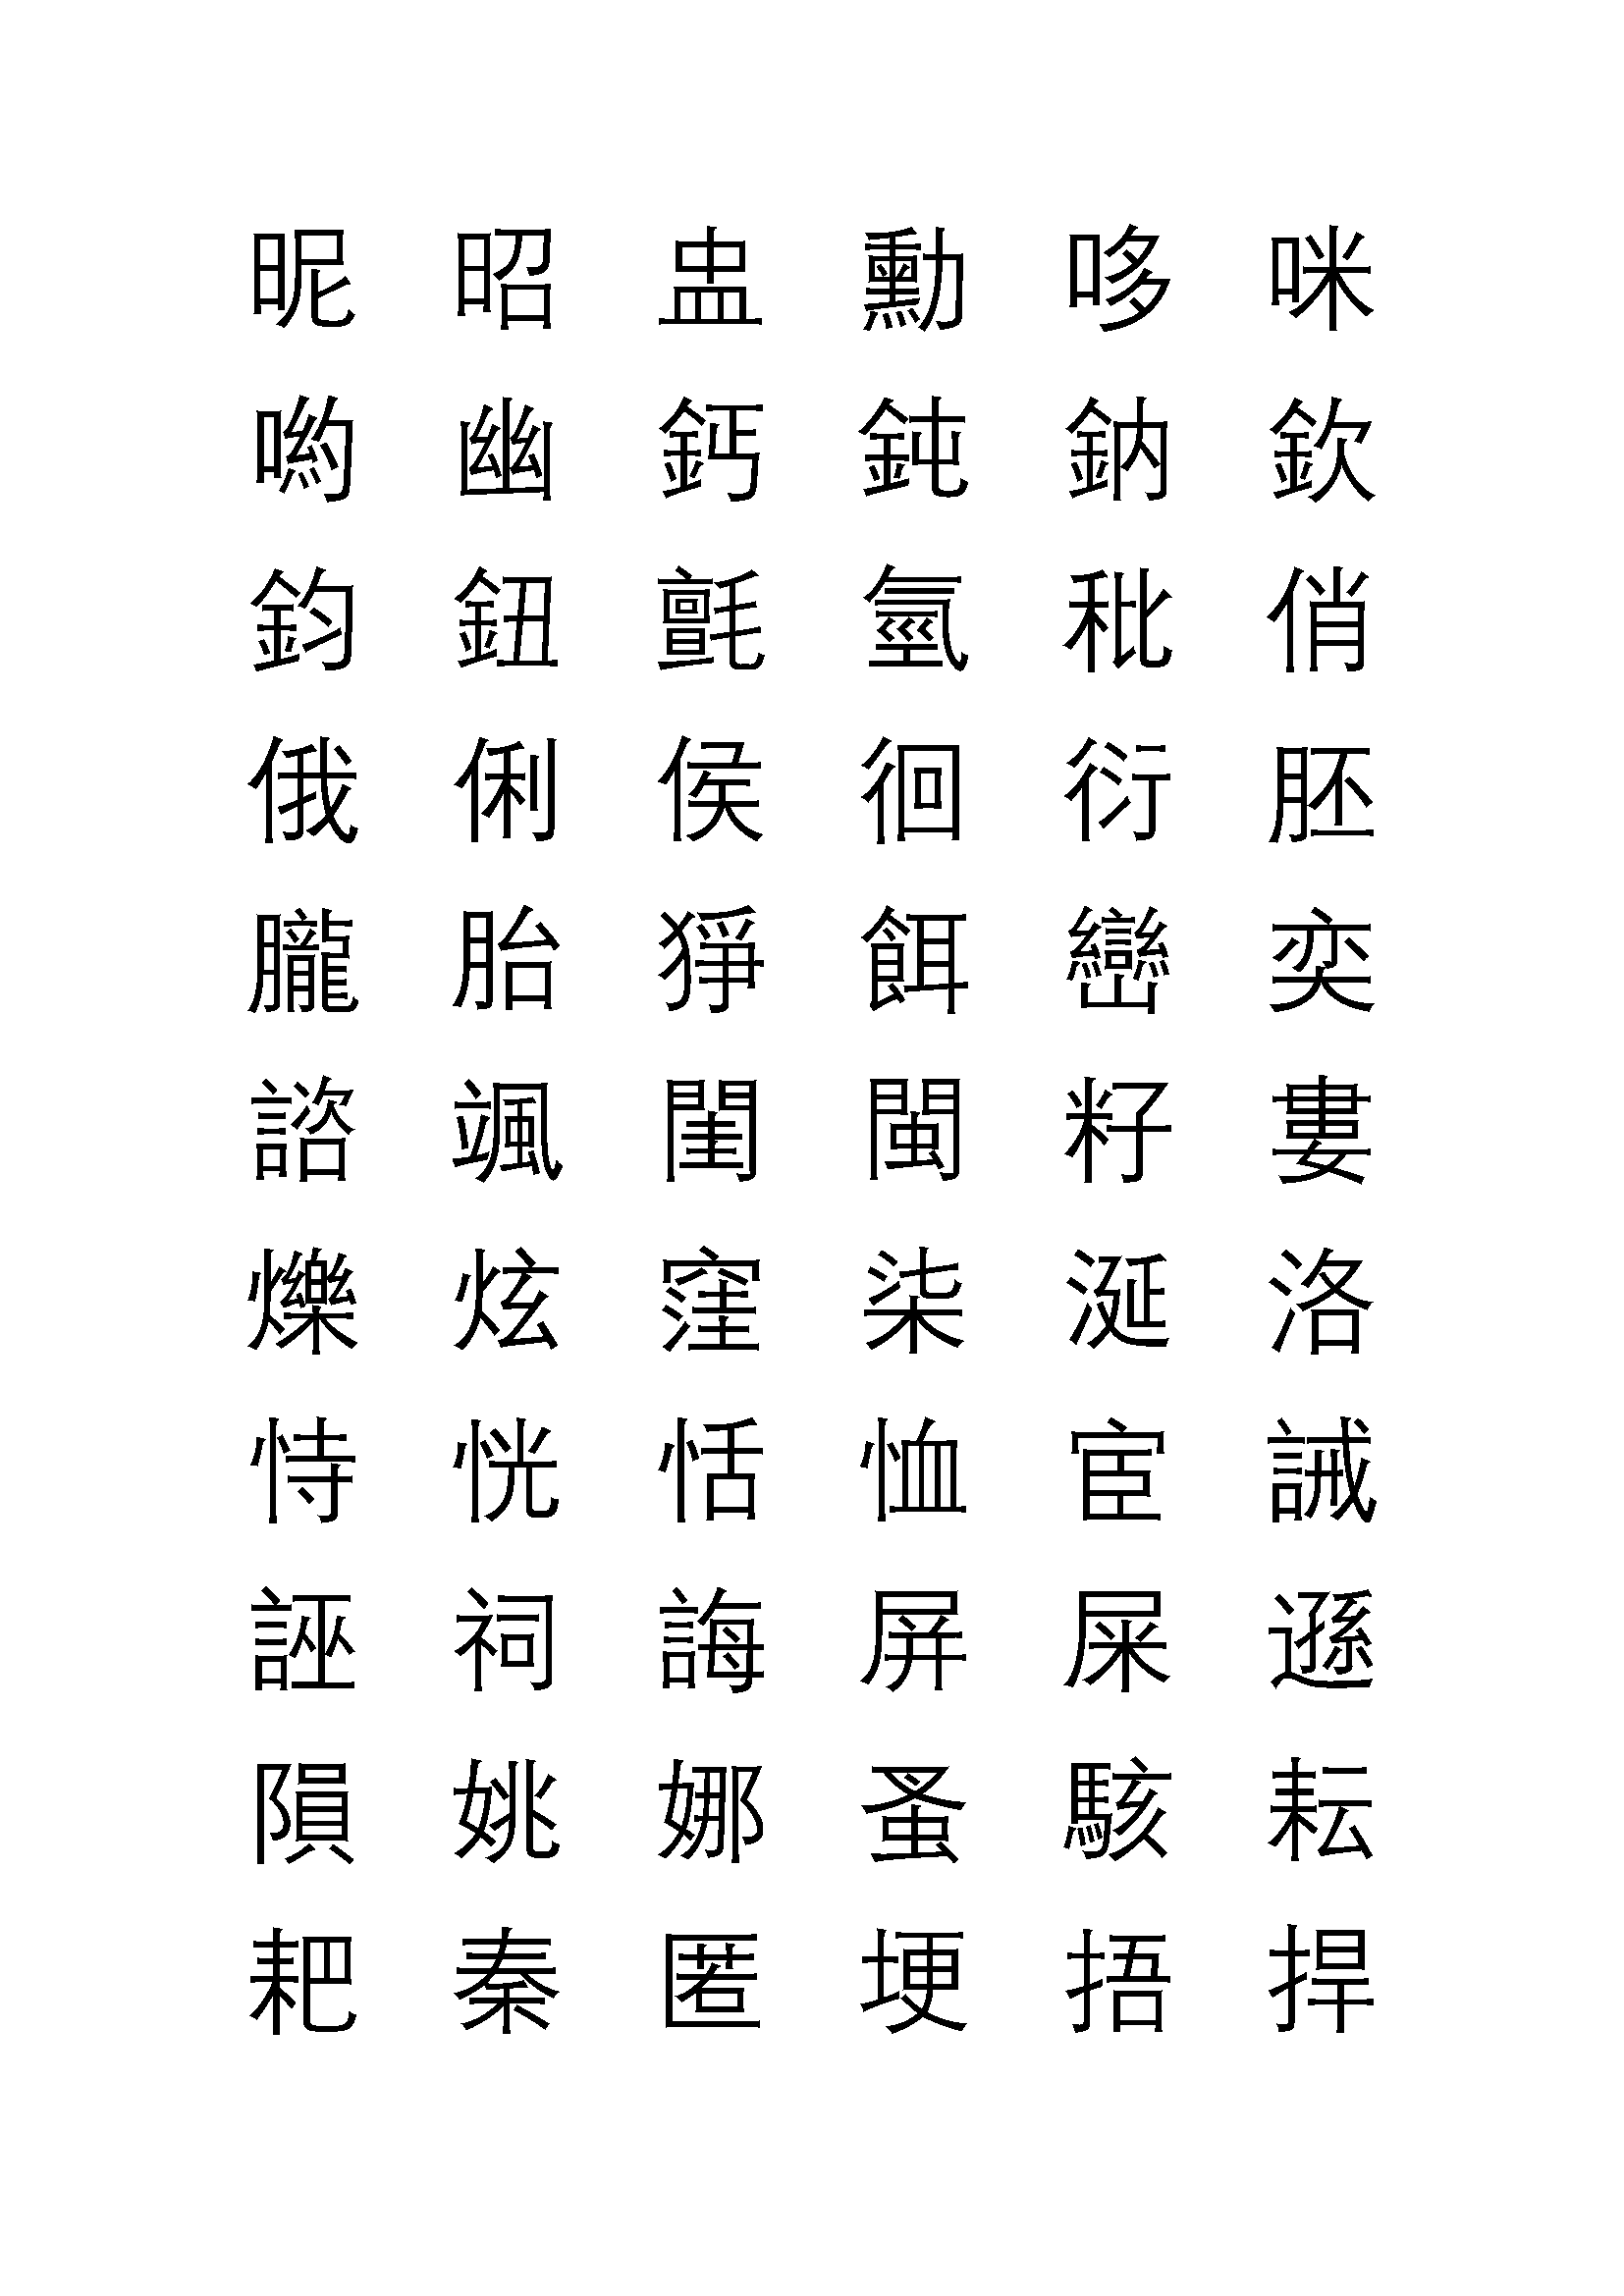 昵 昭 盅 勳 哆 咪
喲 幽 鈣 鈍 鈉 欽
鈞 鈕 氈 氫 秕 俏
俄 俐 侯 徊 衍 胚
朧 胎 猙 餌 巒 奕
諮 颯 閨 閩 籽 婁
爍 炫 窪 柒 涎 洛
恃 恍 恬 恤 宦 誡
誣 祠 誨 屏 屎 遜
隕 姚 娜 蚤 駭 耘
耙 秦 匿 埂 捂 捍